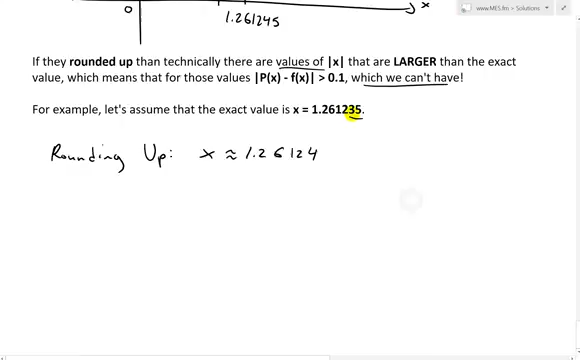 www.MES.fm > Solutions
0
x
1.261245
If they rounded up than technically there are values of |x| that are LARGER than the exact
value, which means that for those values |P(x) - f(x)| > 0.1, which we can't have!
For example, let's assume that the exact value is x = 1.261235.
Rounding Up: x ≈ 1.26124